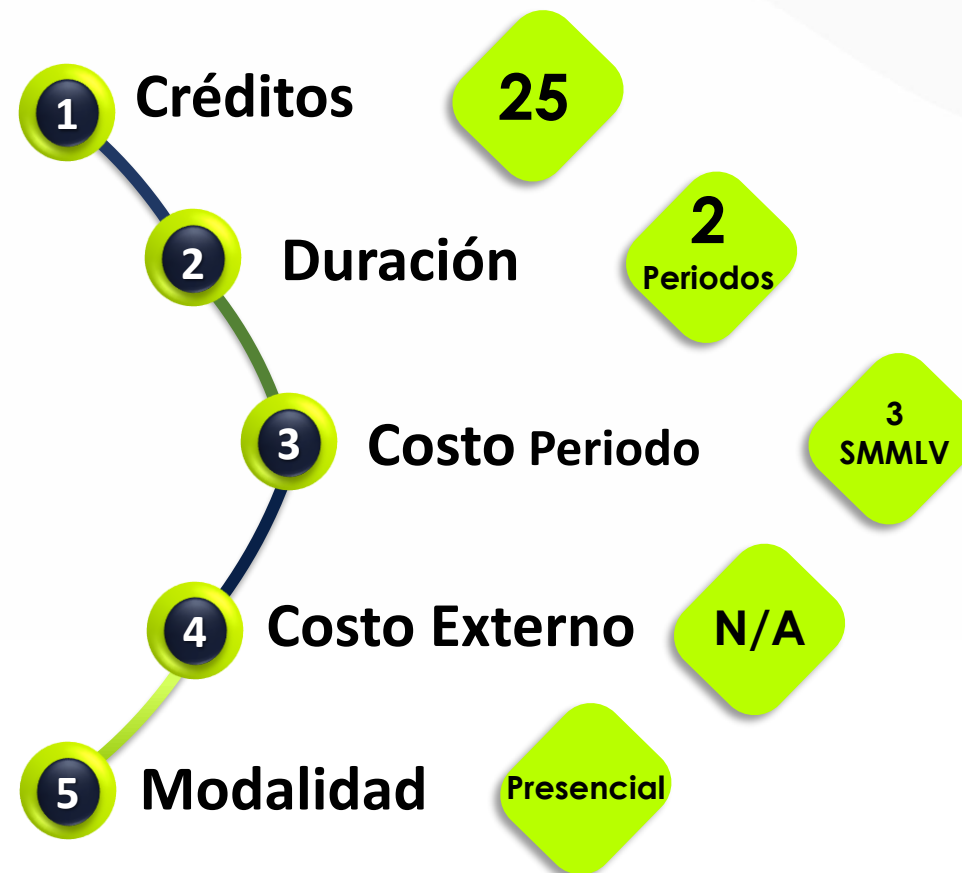 1 Créditos 25
2 Duración 2
Periodos
3 Costo Periodo 3
SMMLV
4 Costo Externo N/A
5 Modalidad Presencial